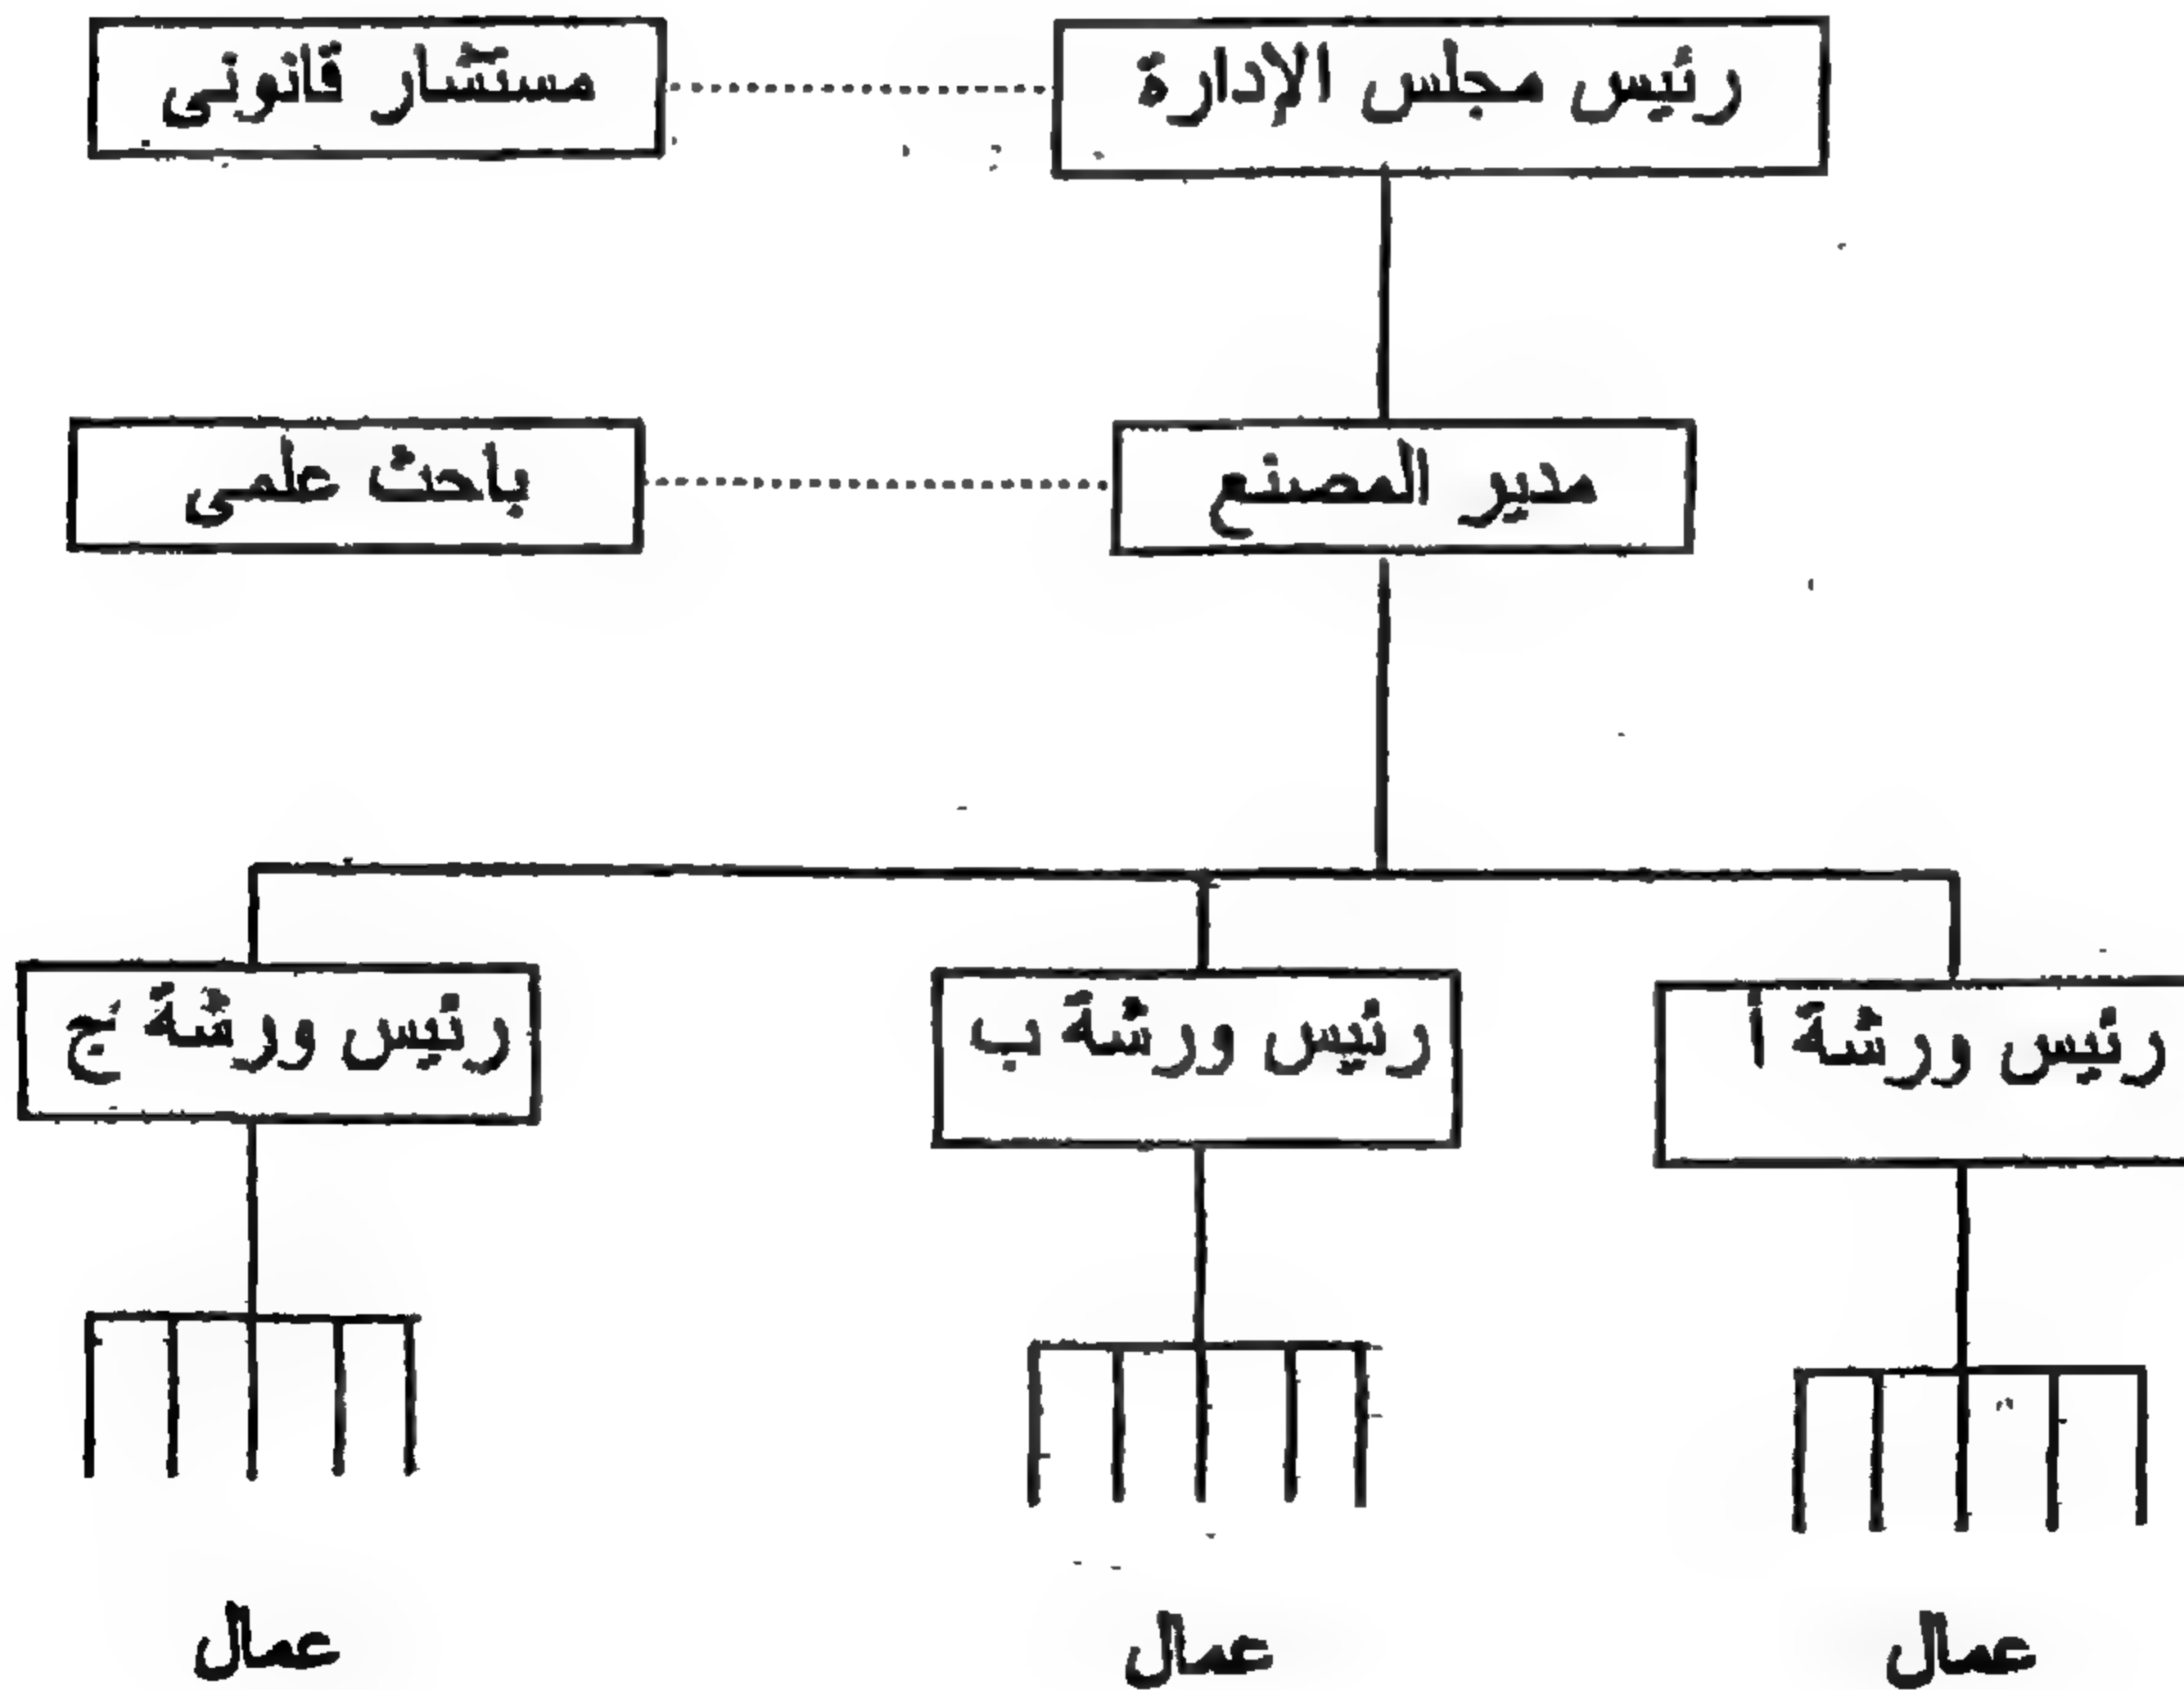 رئيس مجلس الإدارة
مستشار قانونى
مدير المصنع
باحث علمى
رئيس ورشة أ
رئيس ورشة ب
رئيس ورشة ج
عمال
عمال
عمال